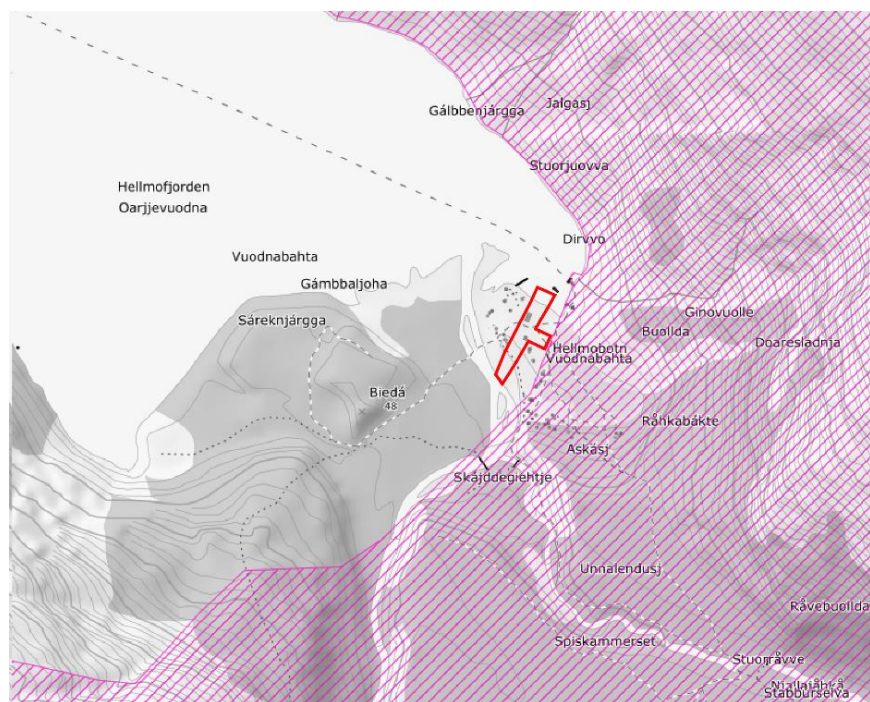 Gálbbenjárgga
Jalgasj
Stuorjuovva
Hellmofjorden
Oarjjevuodna
Dirvvo
Vuodnabahta
Gámbbaljoha
Ginovuolle
Sáreknjárgga
Buollda
Doaresladnja
Hellmobotn
Vuodnabahta
Biedá
48
Råhkabákte
Askásj
Skájddegiehtje
Unnalendusj
Råvebuollda
Spiskammerset
Stuorråvve
Njallajåhkå
Stabburselva